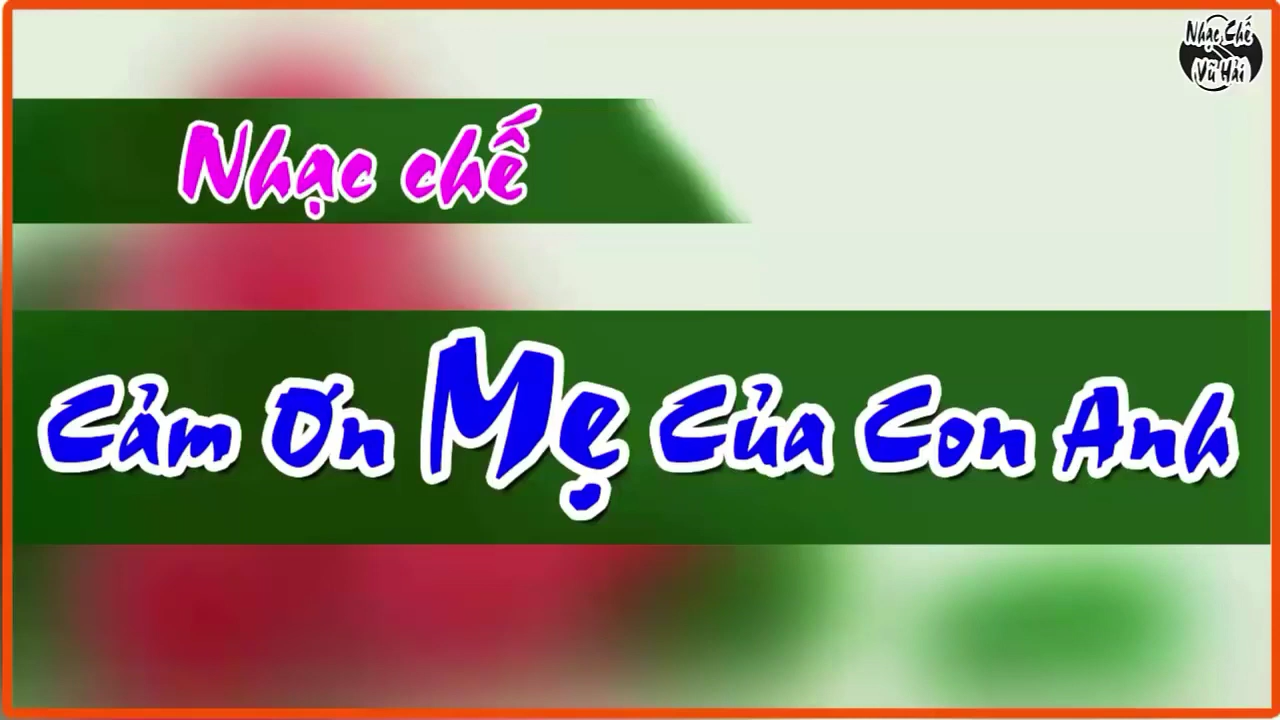 Nhạc Chế
Vũ Hải
Nhạc chế
Cảm Ơn Mẹ Của Con Anh